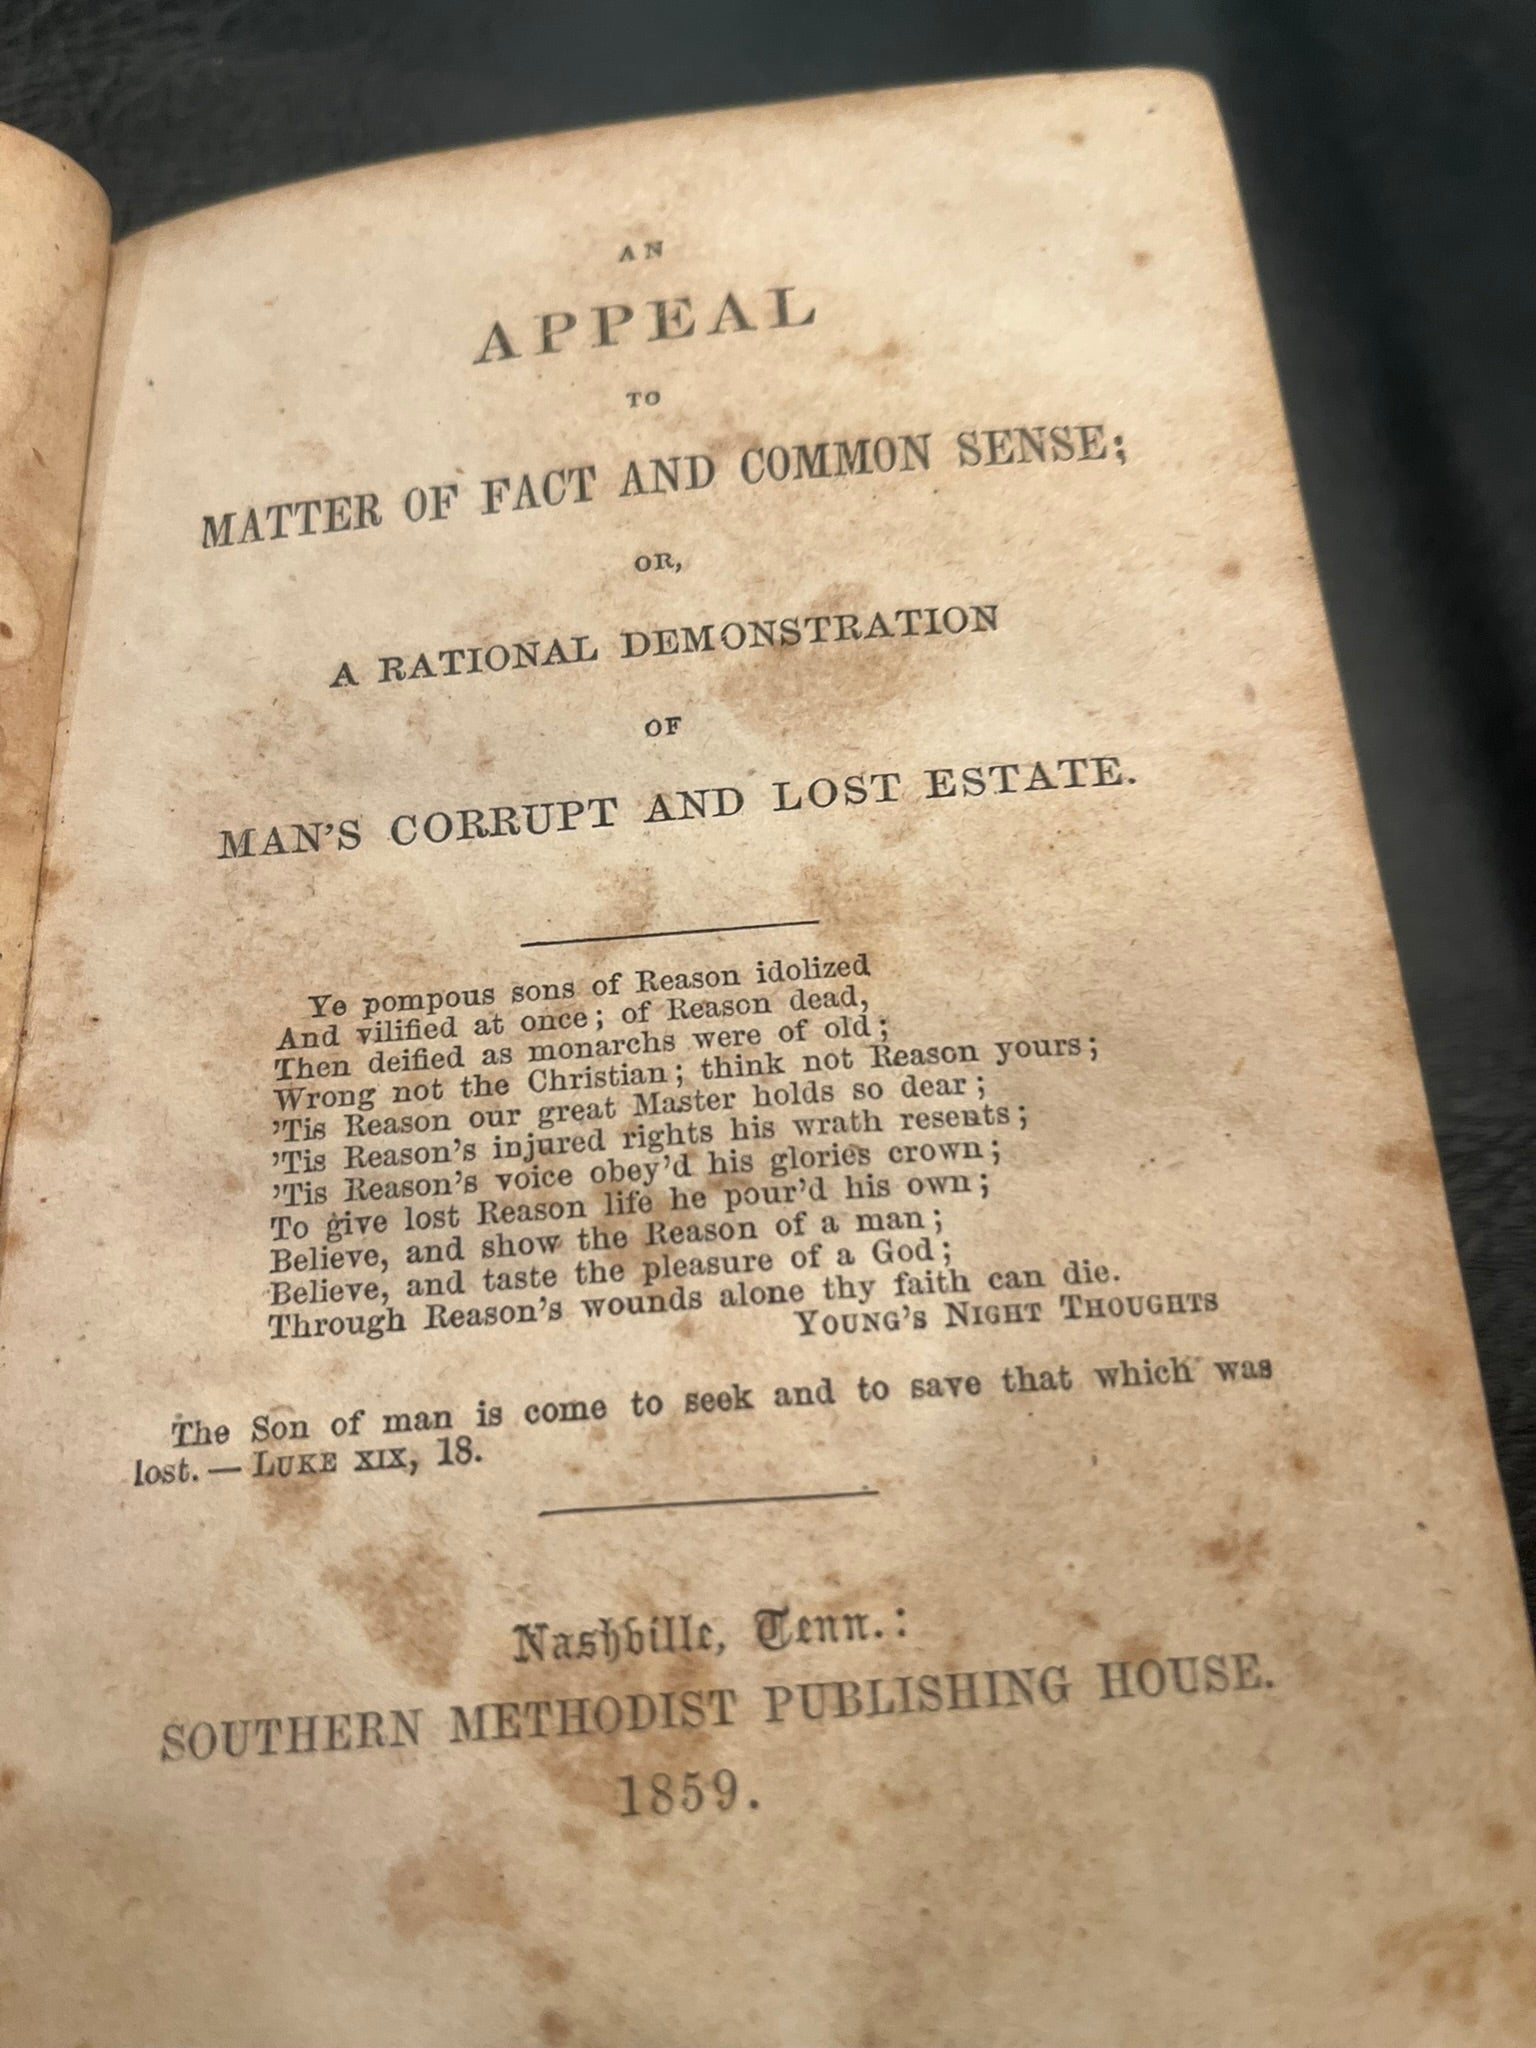 AN
APPEAL
TO
MATTER OF FACT AND COMMON SENSE;
OR,
A RATIONAL DEMONSTRATION
OF
MAN'S CORRUPT AND LOST ESTATE.
Ye pompous sons of Reason idolized
And vilified at once; of Reason dead,
Then deified as monarchs were of old;
Wrong not the Christian; think not Reason yours;
'Tis Reason our great Master holds so dear;
'Tis Reason's injured rights his wrath resents;
'Tis Reason's voice obey'd his glories crown;
To give lost Reason life he pour'd his own;
Believe, and show the Reason of a man;
Believe, and taste the pleasure of a God;
Through Reason's wounds alone thy faith can die.
YOUNG'S NIGHT THOUGHTS
The Son of man is come to seek and to save that which was
lost. — LUKE XIX, 18.
Nashville, Tenn.:
SOUTHERN METHODIST PUBLISHING HOUSE.
1859.